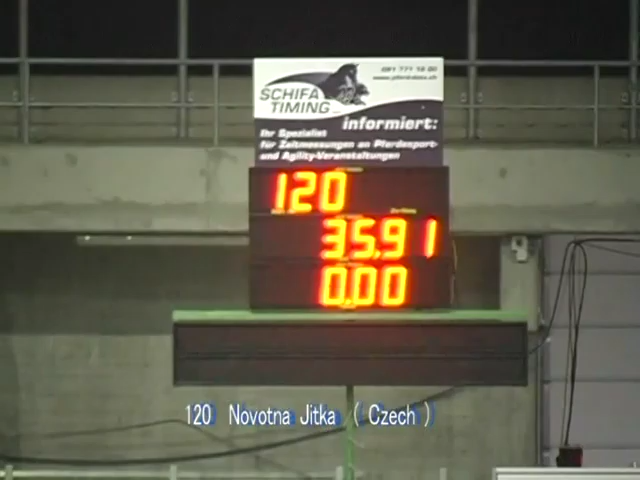 SCHIFA
TIMING
informiert:
Ihr Spezialist
für Zeitmessungen an Pferdesport-
und Agility-Veranstaltungen
120
35.91
0.00
120 Novotna Jitka ( Czech )